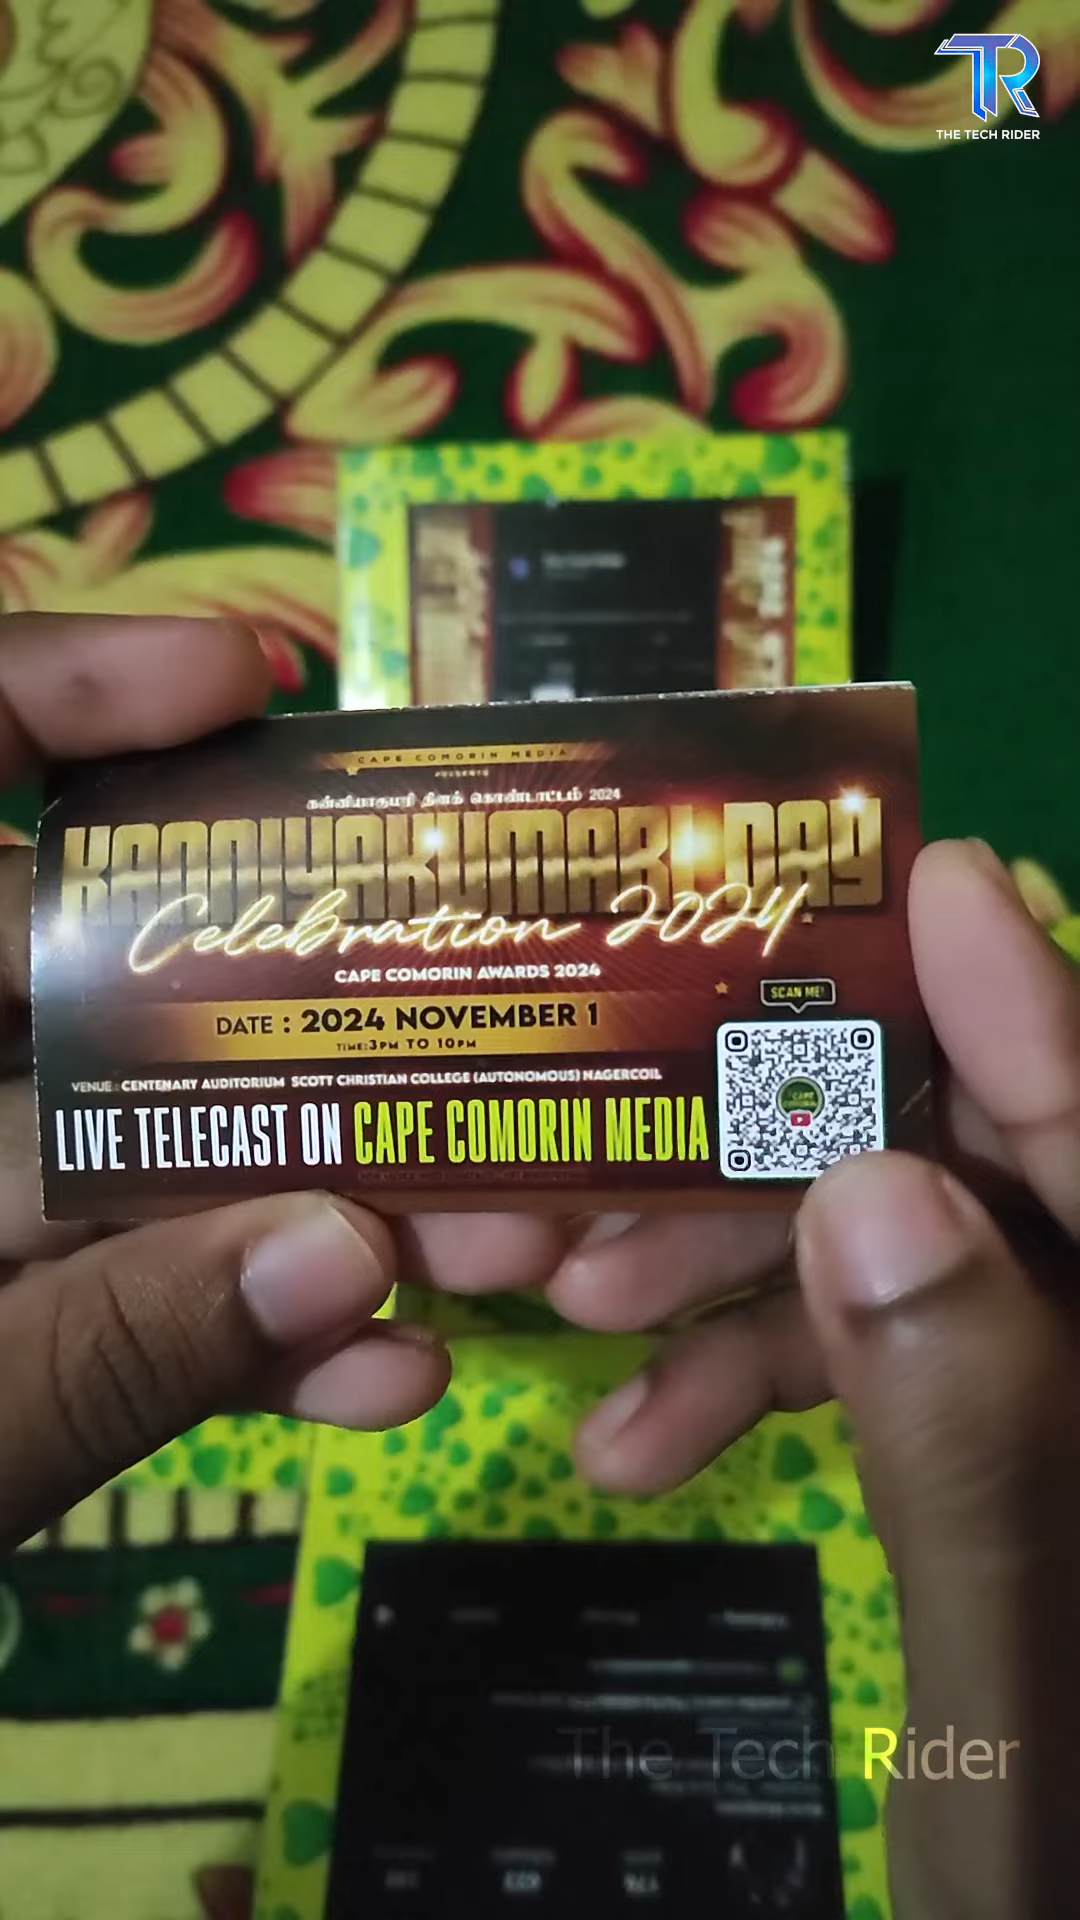 TR
THE TECH RIDER
CAPE COMORIN MEDIA
PRESENTS
கன்னியாகுமரி தினக் கொண்டாட்டம் 2024
KANNIYAKUMARI DAY
Celebration 2024
CAPE COMORIN AWARDS 2024
DATE : 2024 NOVEMBER 1
TIME:3PM TO 10PM
SCAN ME!
VENUE : CENTENARY AUDITORIUM SCOTT CHRISTIAN COLLEGE (AUTONOMOUS) NAGERCOIL
LIVE TELECAST ON CAPE COMORIN MEDIA
The Tech Rider